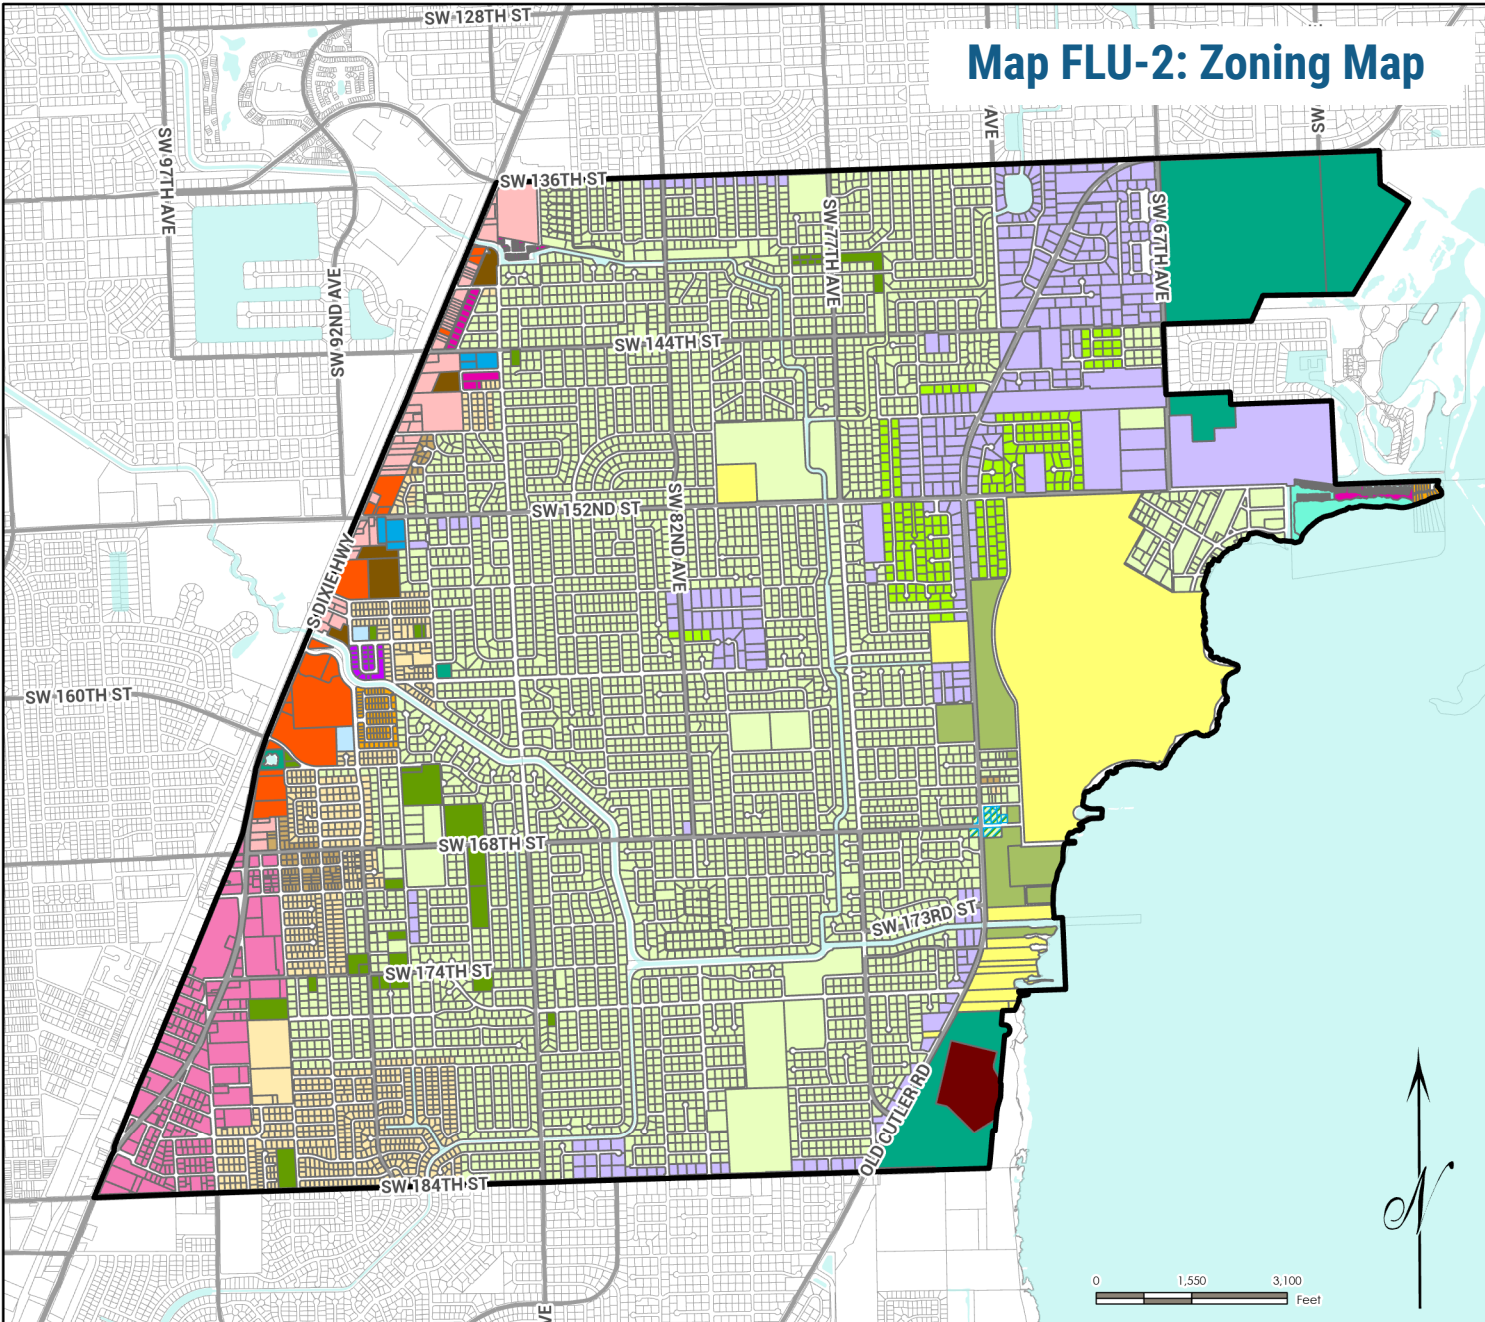 SW 128TH ST
Map FLU-2: Zoning Map
AVE
SW
SW 97TH AVE
SW 136TH ST
SW 77TH AVE
SW 67TH AVE
SW 92ND AVE
SW 144TH ST
SW 152ND ST
SW 82ND AVE
S DIXIE HWY
SW 160TH ST
SW 168TH ST
SW 173RD ST
SW 174TH ST
OLD CUTLER RD
SW 184TH ST
N
0 1,550 3,100
Feet
VE